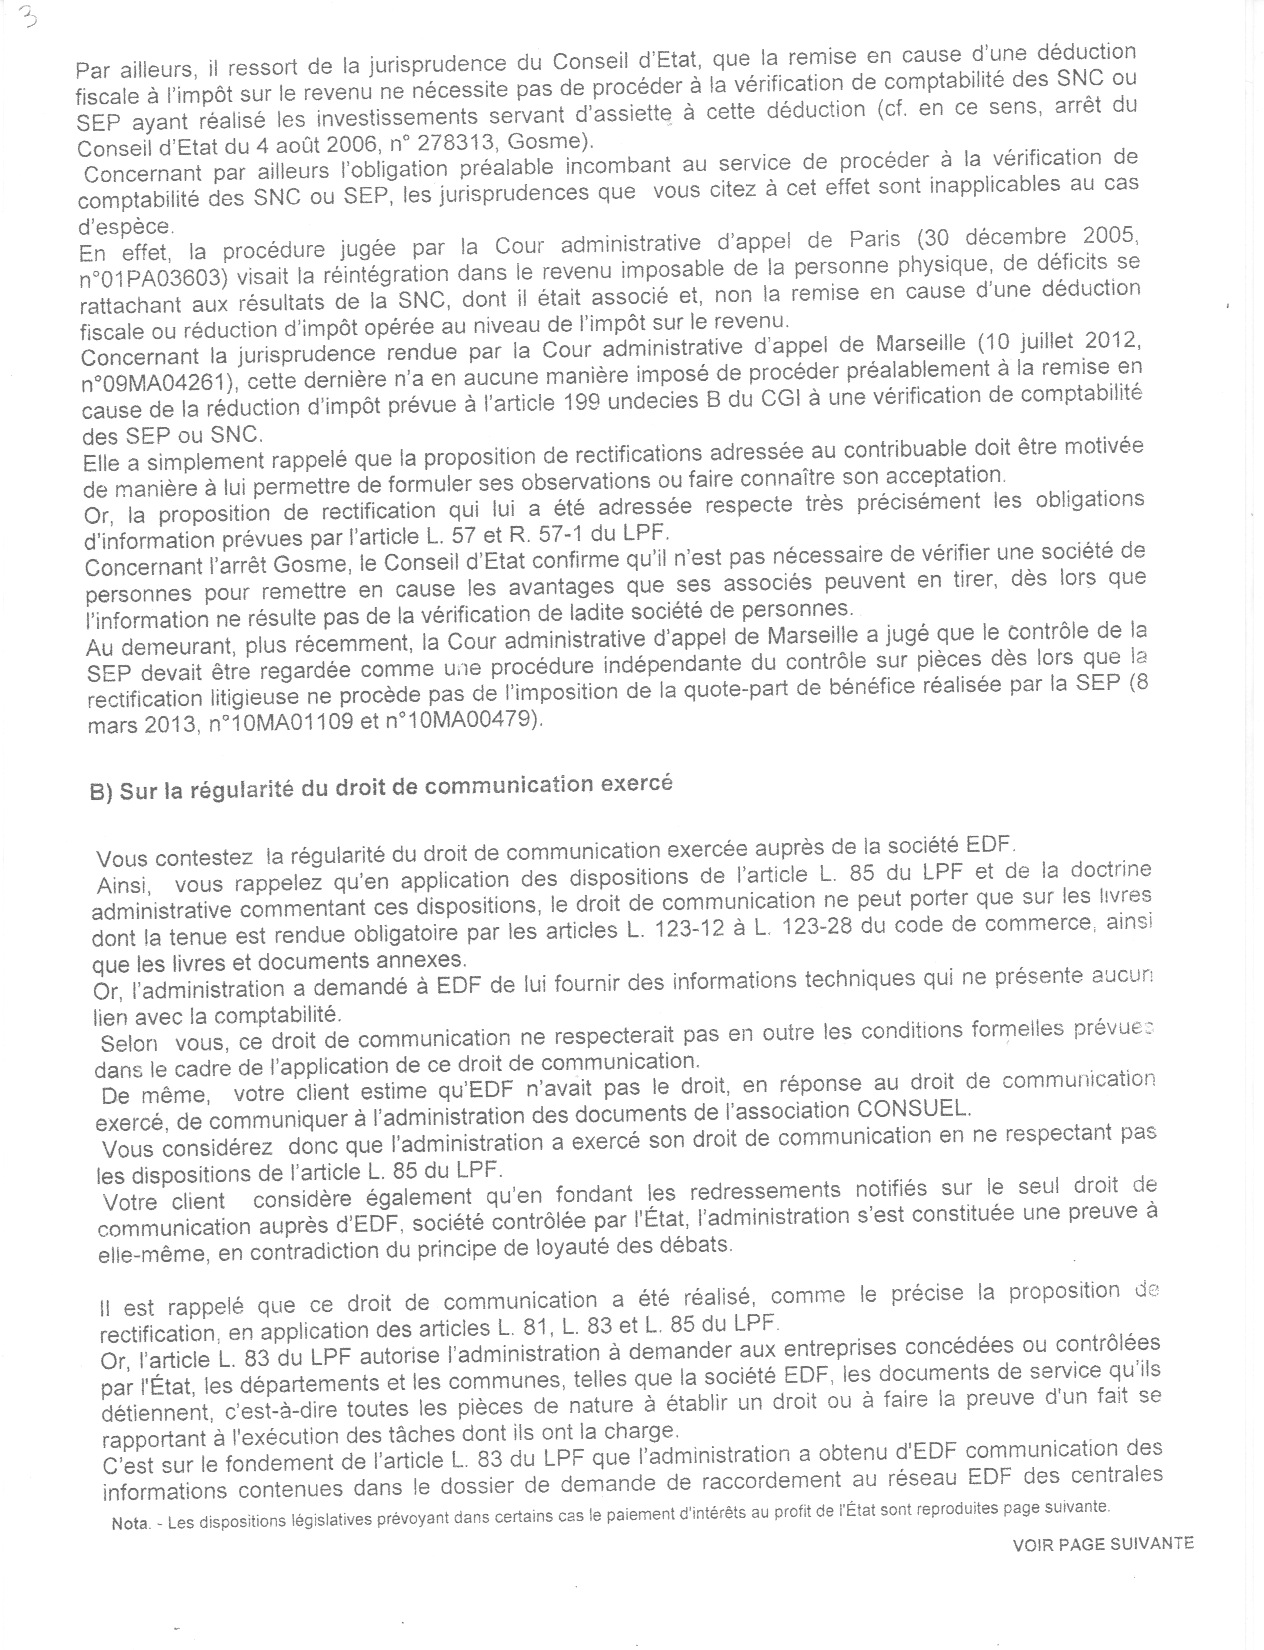 3
Par ailleurs, il ressort de la jurisprudence du Conseil d'Etat, que la remise en cause d'une déduction
fiscale à l'impôt sur le revenu ne nécessite pas de procéder à la vérification de comptabilité des SNC ou
SEP ayant réalisé les investissements servant d'assiette à cette déduction (cf. en ce sens, arrêt du
Conseil d'Etat du 4 août 2006, n° 278313, Gosme).
Concernant par ailleurs l'obligation préalable incombant au service de procéder à la vérification de
comptabilité des SNC ou SEP, les jurisprudences que vous citez à cet effet sont inapplicables au cas
d'espèce.
En effet, la procédure jugée par la Cour administrative d'appel de Paris (30 décembre 2005,
n°01PA03603) visait la réintégration dans le revenu imposable de la personne physique, de déficits se
rattachant aux résultats de la SNC, dont il était associé et, non la remise en cause d'une déduction
fiscale ou réduction d'impôt opérée au niveau de l'impôt sur le revenu.
Concernant la jurisprudence rendue par la Cour administrative d'appel de Marseille (10 juillet 2012,
n°09MA04261), cette dernière n'a en aucune manière imposé de procéder préalablement à la remise en
cause de la réduction d'impôt prévue à l'article 199 undecies B du CGI à une vérification de comptabilité
des SEP ou SNC.
Elle a simplement rappelé que la proposition de rectifications adressée au contribuable doit être motivée
de manière à lui permettre de formuler ses observations ou faire connaître son acceptation.
Or, la proposition de rectification qui lui a été adressée respecte très précisément les obligations
d'information prévues par l'article L. 57 et R. 57-1 du LPF.
Concernant l'arrêt Gosme, le Conseil d'Etat confirme qu'il n'est pas nécessaire de vérifier une société de
personnes pour remettre en cause les avantages que ses associés peuvent en tirer, dès lors que
l'information ne résulte pas de la vérification de ladite société de personnes.
Au demeurant, plus récemment, la Cour administrative d'appel de Marseille a jugé que le contrôle de la
SEP devait être regardée comme une procédure indépendante du contrôle sur pièces dès lors que la
rectification litigieuse ne procède pas de l'imposition de la quote-part de bénéfice réalisée par la SEP (8
mars 2013, n°10MA01109 et n°10MA00479).
B) Sur la régularité du droit de communication exercé
Vous contestez la régularité du droit de communication exercée auprès de la société EDF.
Ainsi, vous rappelez qu'en application des dispositions de l'article L. 85 du LPF et de la doctrine
administrative commentant ces dispositions, le droit de communication ne peut porter que sur les livres
dont la tenue est rendue obligatoire par les articles L. 123-12 à L. 123-28 du code de commerce, ainsi
que les livres et documents annexes.
Or, l'administration a demandé à EDF de lui fournir des informations techniques qui ne présente aucun
lien avec la comptabilité.
Selon vous, ce droit de communication ne respecterait pas en outre les conditions formelles prévues
dans le cadre de l'application de ce droit de communication.
De même, votre client estime qu'EDF n'avait pas le droit, en réponse au droit de communication
exercé, de communiquer à l'administration des documents de l'association CONSUEL.
Vous considérez donc que l'administration a exercé son droit de communication en ne respectant pas
les dispositions de l'article L. 85 du LPF.
Votre client considère également qu'en fondant les redressements notifiés sur le seul droit de
communication auprès d'EDF, société contrôlée par l'État, l'administration s'est constituée une preuve à
elle-même, en contradiction du principe de loyauté des débats.
Il est rappelé que ce droit de communication a été réalisé, comme le précise la proposition de
rectification, en application des articles L. 81, L. 83 et L. 85 du LPF.
Or, l'article L. 83 du LPF autorise l'administration à demander aux entreprises concédées ou contrôlées
par l'État, les départements et les communes, telles que la société EDF, les documents de service qu'ils
détiennent, c'est-à-dire toutes les pièces de nature à établir un droit ou à faire la preuve d'un fait se
rapportant à l'exécution des tâches dont ils ont la charge.
C'est sur le fondement de l'article L. 83 du LPF que l'administration a obtenu d'EDF communication des
informations contenues dans le dossier de demande de raccordement au réseau EDF des centrales
Nota. - Les dispositions législatives prévoyant dans certains cas le paiement d'intérêts au profit de l'État sont reproduites page suivante.
VOIR PAGE SUIVANTE